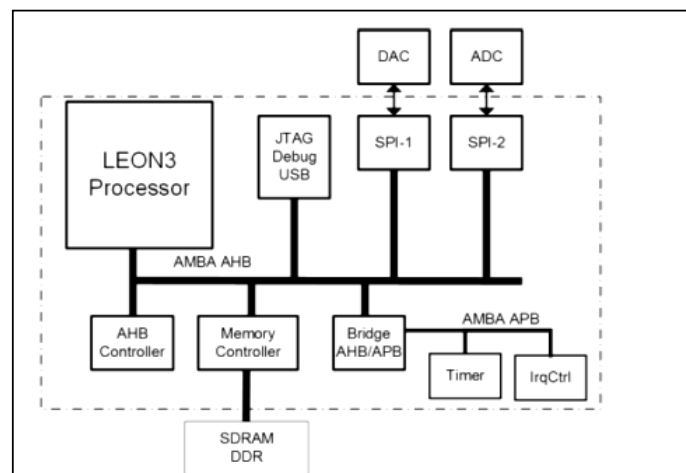 DAC
ADC
LEON3
Processor
JTAG
Debug
USB
SPI-1
SPI-2
AMBA AHB
AHB
Controller
Memory
Controller
Bridge
AHB/APB
AMBA APB
Timer
IrqCtrl
SDRAM
DDR